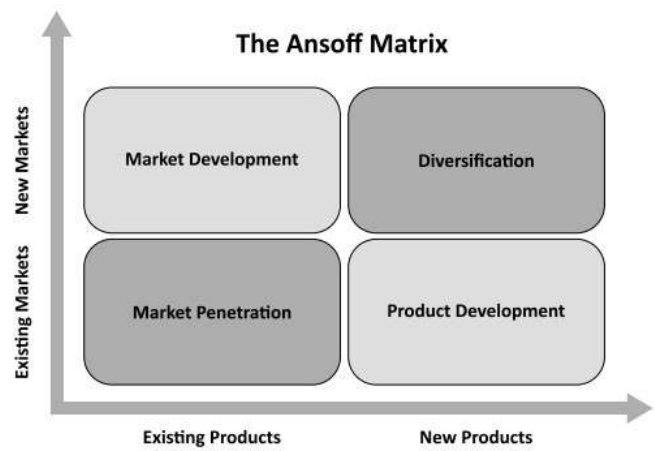 The Ansoff Matrix
New Markets
Market Development
Diversification
Existing Markets
Market Penetration
Product Development
Existing Products
New Products